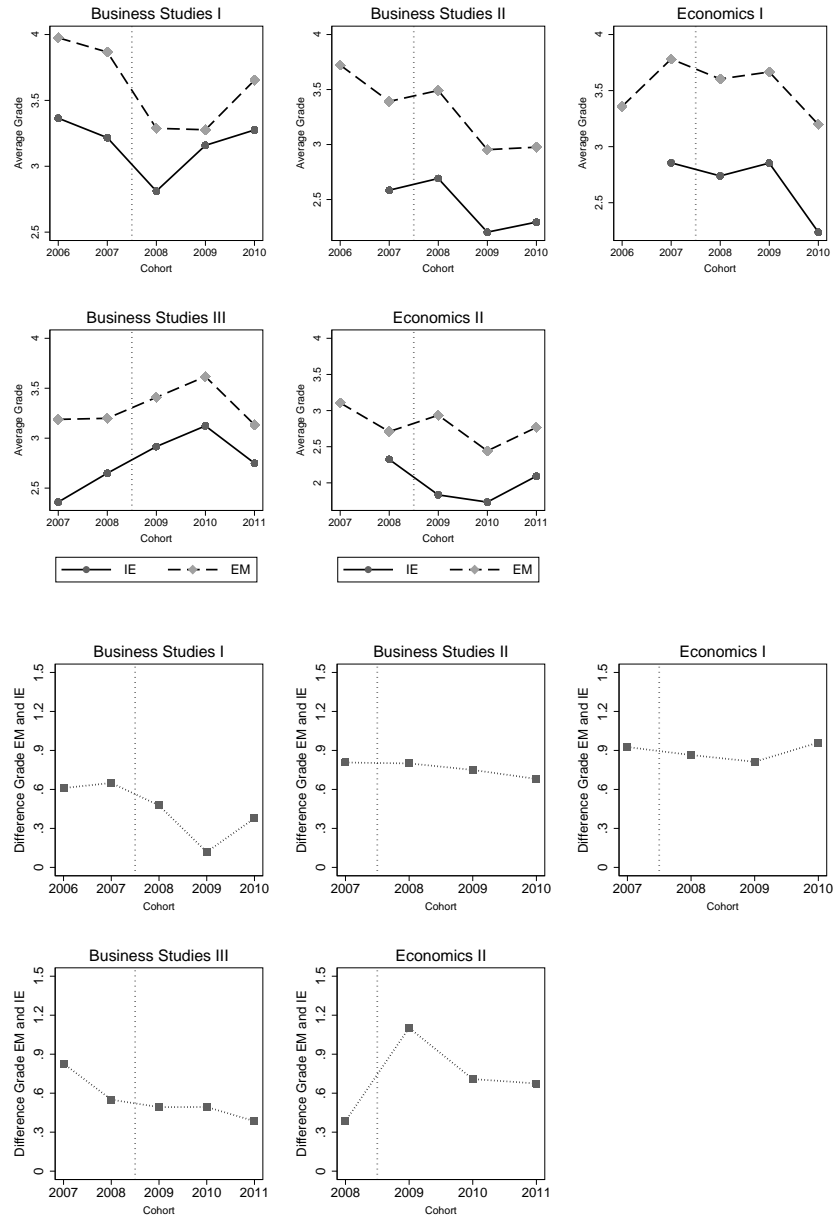 Business Studies I
Average Grade
2.5 3 3.5 4
2006 2007 2008 2009 2010
Cohort
Business Studies II
Average Grade
2.5 3 3.5 4
2006 2007 2008 2009 2010
Cohort
Economics I
Average Grade
2.5 3 3.5 4
2006 2007 2008 2009 2010
Cohort
Business Studies III
Average Grade
2.5 3 3.5 4
2007 2008 2009 2010 2011
Cohort
IE EM
Economics II
Average Grade
2 2.5 3 3.5 4
2007 2008 2009 2010 2011
Cohort
IE EM
Business Studies I
Difference Grade EM and IE
0 .3 .6 .9 1.2 1.5
2006 2007 2008 2009 2010
Cohort
Business Studies II
Difference Grade EM and IE
0 .3 .6 .9 1.2 1.5
2007 2008 2009 2010
Cohort
Economics I
Difference Grade EM and IE
0 .3 .6 .9 1.2 1.5
2007 2008 2009 2010
Cohort
Business Studies III
Difference Grade EM and IE
0 .3 .6 .9 1.2 1.5
2007 2008 2009 2010 2011
Cohort
Economics II
Difference Grade EM and IE
0 .3 .6 .9 1.2 1.5
2008 2009 2010 2011
Cohort